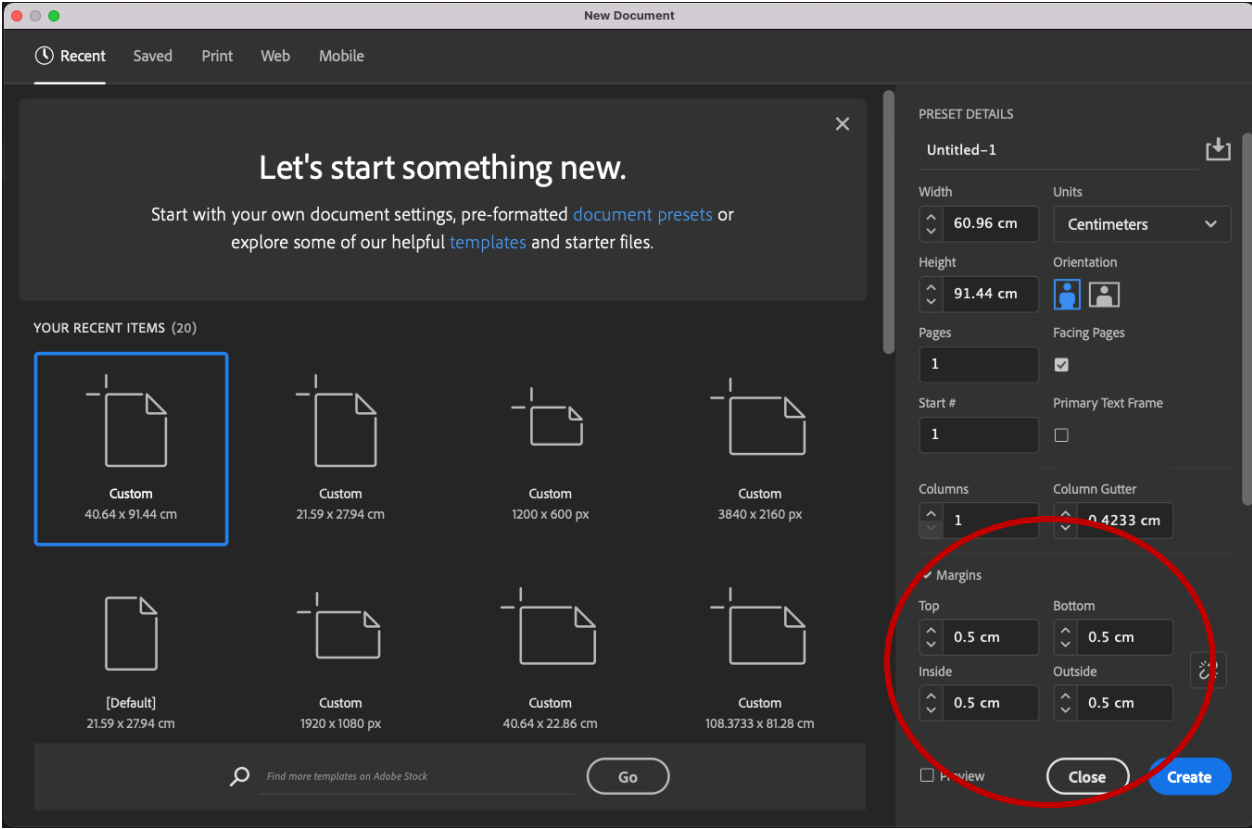 New Document
Recent Saved Print Web Mobile
Let's start something new.
Start with your own document settings, pre-formatted document presets or
explore some of our helpful templates and starter files.
YOUR RECENT ITEMS (20)
Custom Custom Custom Custom
40.64 x 91.44 cm 21.59 x 27.94 cm 1200 x 600 px 3840 x 2160 px
[Default] Custom Custom Custom
21.59 x 27.94 cm 1920 x 1080 px 40.64 x 22.86 cm 108.3733 x 81.28 cm
Find more templates on Adobe Stock Go
PRESET DETAILS
Untitled-1
Width Units
60.96 cm Centimeters
Height Orientation
91.44 cm
Pages Facing Pages
1
Start # Primary Text Frame
1
Columns Column Gutter
1 0.4233 cm
Margins
Top Bottom
0.5 cm 0.5 cm
Inside Outside
0.5 cm 0.5 cm
Preview Close Create